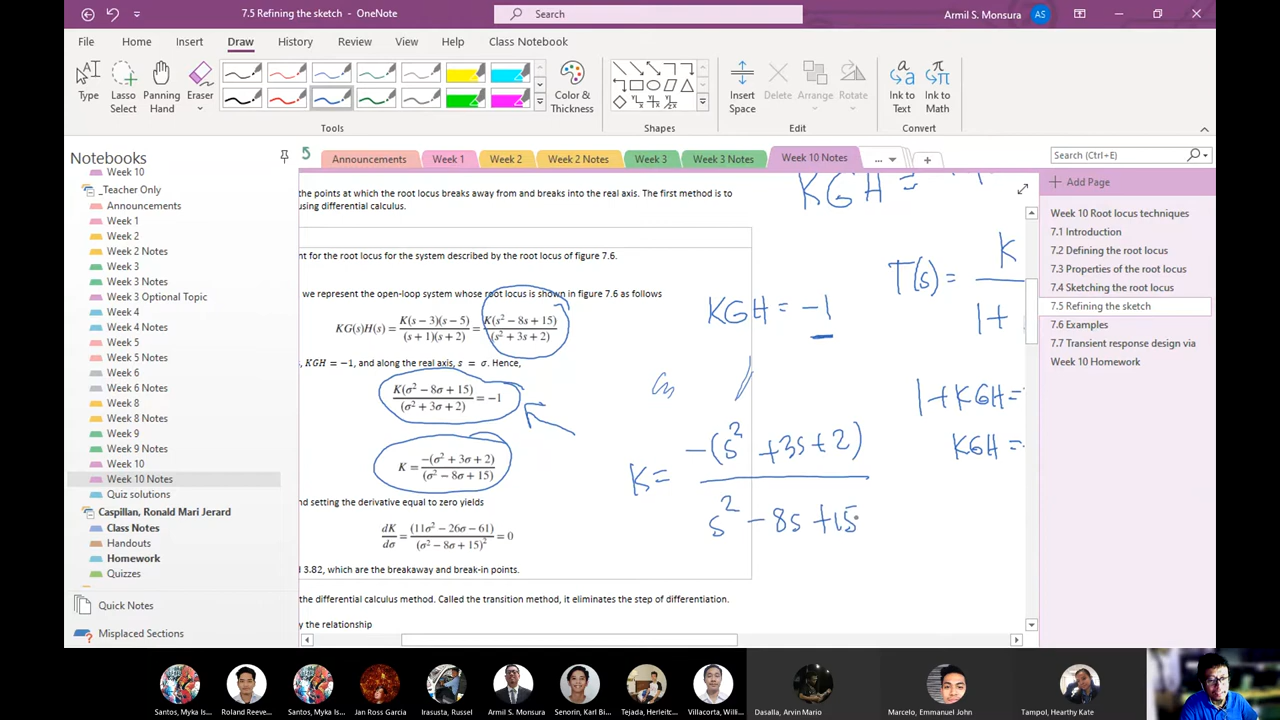 7.5 Refining the sketch - OneNote
Search
Armil S. Monsura
AS
File Home Insert Draw History Review View Help Class Notebook
Type
Lasso Select
Panning Hand
Eraser
Color & Thickness
Insert Space
Delete
Arrange
Rotate
Ink to Text
Ink to Math
Tools
Shapes
Edit
Convert
Notebooks
Announcements
Week 1
Week 2
Week 2 Notes
Week 3
Week 3 Notes
Week 10 Notes
...
Search (Ctrl+E)
Week 10
_Teacher Only
Announcements
Week 1
Week 2
Week 2 Notes
Week 3
Week 3 Notes
Week 3 Optional Topic
Week 4
Week 4 Notes
Week 5
Week 5 Notes
Week 6
Week 6 Notes
Week 8
Week 8 Notes
Week 9
Week 9 Notes
Week 10
Week 10 Notes
Quiz solutions
Caspillan, Ronald Mari Jerard
Class Notes
Handouts
Homework
Quizzes
Quick Notes
Misplaced Sections
the points at which the root locus breaks away from and breaks into the real axis. The first method is to
using differential calculus.
nt for the root locus for the system described by the root locus of figure 7.6.
we represent the open-loop system whose root locus is shown in figure 7.6 as follows
KG(s)H(s) = K(s − 3)(s − 5) / (s + 1)(s + 2) = K(s² − 8s + 15) / (s² + 3s + 2)
, KGH = −1, and along the real axis, s = σ. Hence,
K(σ² − 8σ + 15) / (σ² + 3σ + 2) = −1
K = −(σ² + 3σ + 2) / (σ² − 8σ + 15)
and setting the derivative equal to zero yields
dK/dσ = (11σ² − 26σ − 61) / (σ² − 8σ + 15)² = 0
3.82, which are the breakaway and break-in points.
the differential calculus method. Called the transition method, it eliminates the step of differentiation.
y the relationship
KGH =
KGH = −1
K = −(s² + 3s + 2) / s² − 8s + 15
T(s) = K / 1 +
1 + KGH =
KGH =
Add Page
Week 10 Root locus techniques
7.1 Introduction
7.2 Defining the root locus
7.3 Properties of the root locus
7.4 Sketching the root locus
7.5 Refining the sketch
7.6 Examples
7.7 Transient response design via
Week 10 Homework
Santos, Myka Is...
Roland Reeve...
Santos, Myka Is...
Jan Ross Garcia
Irasusta, Russel
Armil S. Monsura
Senorin, Karl Bi...
Tejada, Herleitc...
Villacorta, Willi...
Dasalla, Arvin Mario
Marcelo, Emmanuel John
Tampol, Hearthy Kate